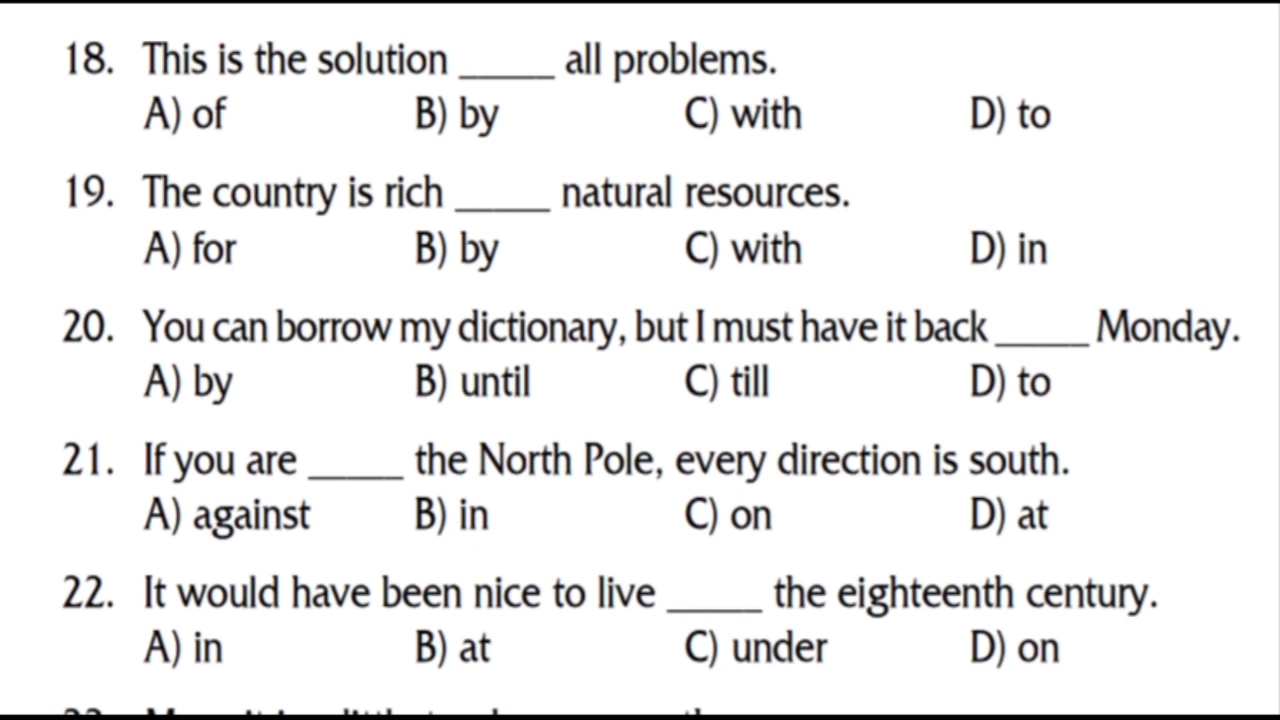 18. This is the solution _____ all problems.
A) of B) by C) with D) to
19. The country is rich _____ natural resources.
A) for B) by C) with D) in
20. You can borrow my dictionary, but I must have it back _____ Monday.
A) by B) until C) till D) to
21. If you are _____ the North Pole, every direction is south.
A) against B) in C) on D) at
22. It would have been nice to live _____ the eighteenth century.
A) in B) at C) under D) on